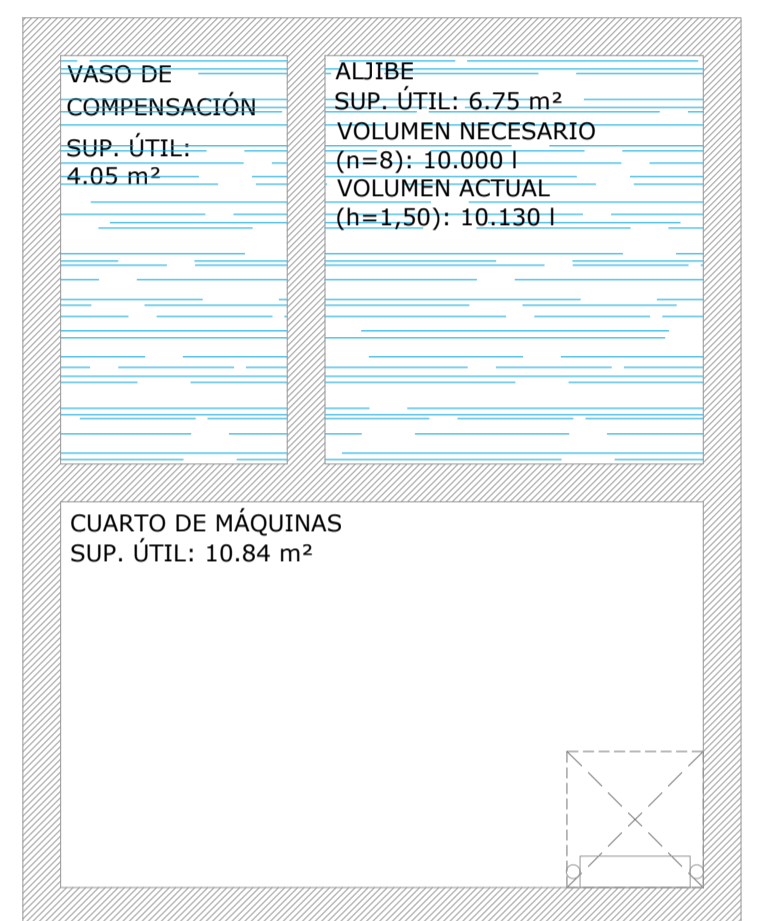 VASO DE
COMPENSACIÓN
SUP. ÚTIL:
4.05 m²
ALJIBE
SUP. ÚTIL: 6.75 m²
VOLUMEN NECESARIO
(n=8): 10.000 l
VOLUMEN ACTUAL
(h=1,50): 10.130 l
CUARTO DE MÁQUINAS
SUP. ÚTIL: 10.84 m²